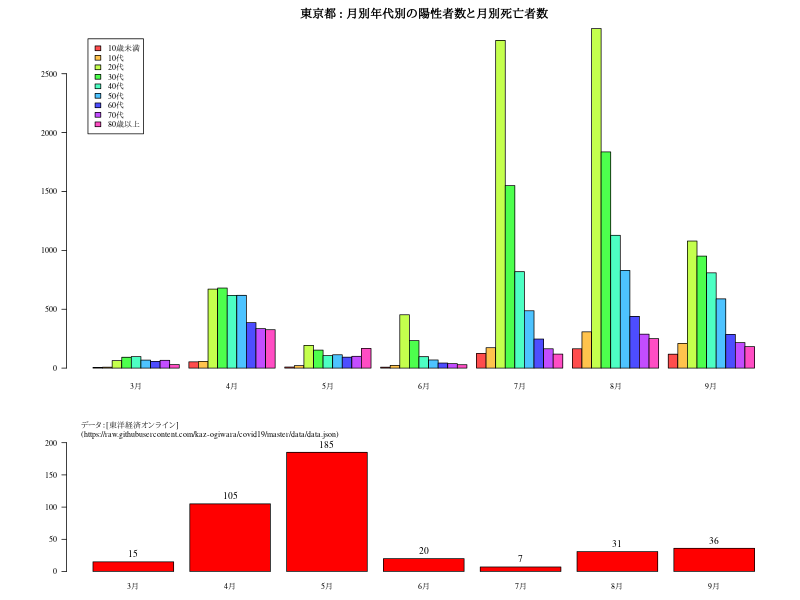 東京都 : 月別年代別の陽性者数と月別死亡者数
10歳未満
10代
20代
30代
40代
50代
60代
70代
80歳以上
2500
2000
1500
1000
500
0
3月 4月 5月 6月 7月 8月 9月
データ : [東洋経済オンライン]
(https://raw.githubusercontent.com/kaz-ogiwara/covid19/master/data/data.json)
200
150
100
50
0
15 105 185 20 7 31 36
3月 4月 5月 6月 7月 8月 9月